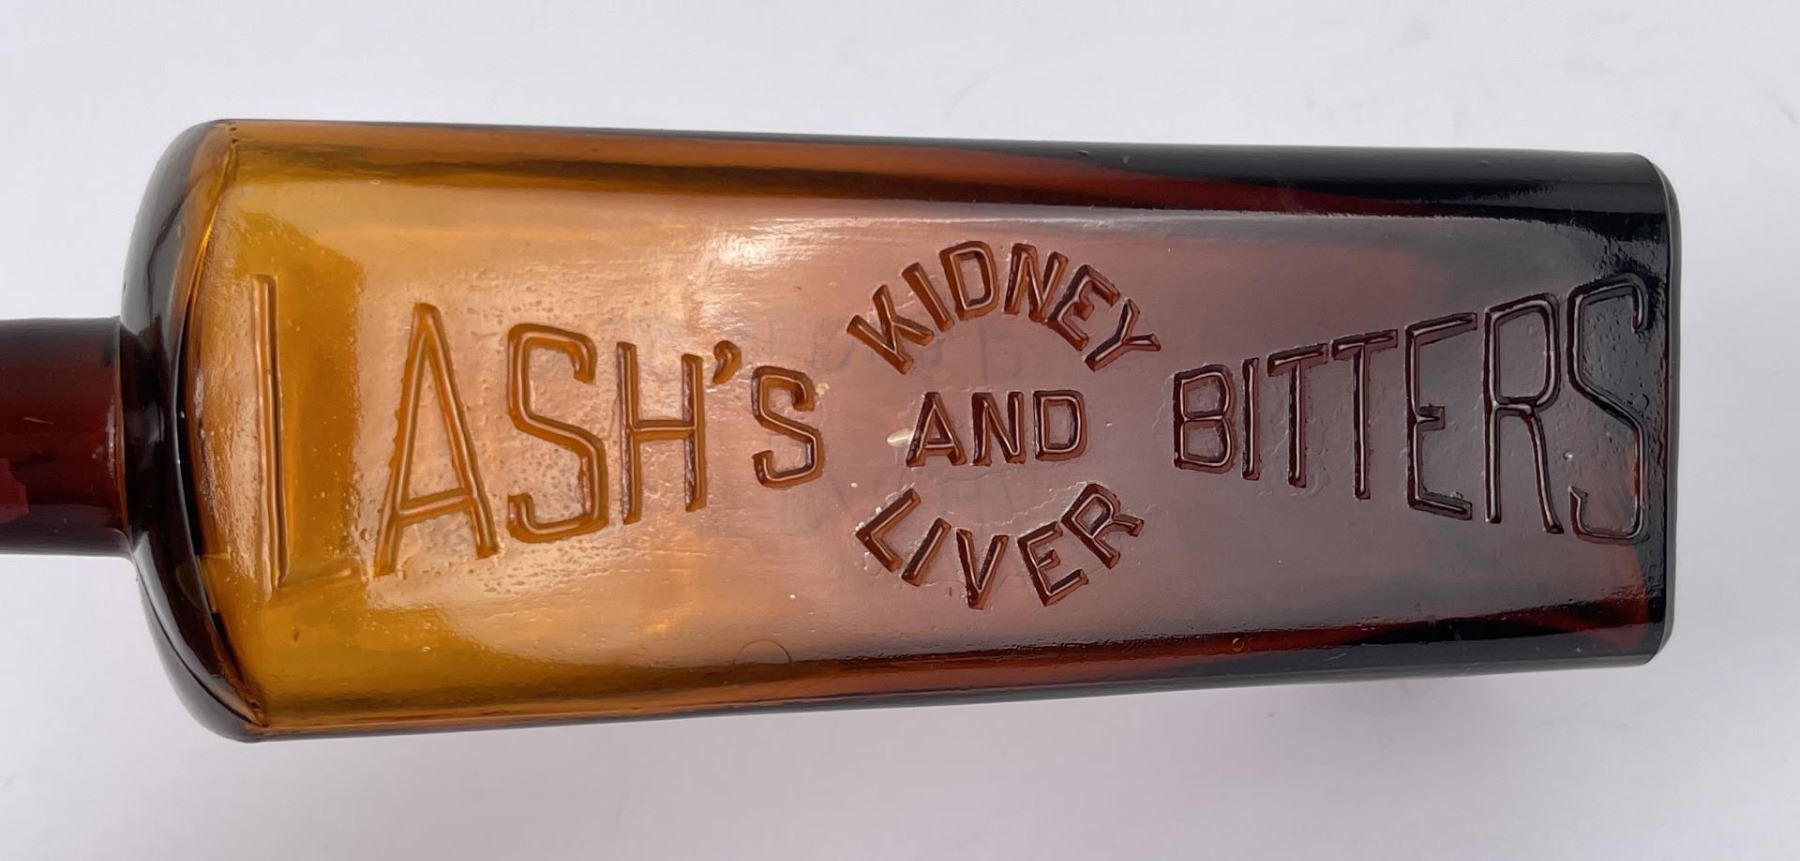 LASH'S KIDNEY AND LIVER BITTERS